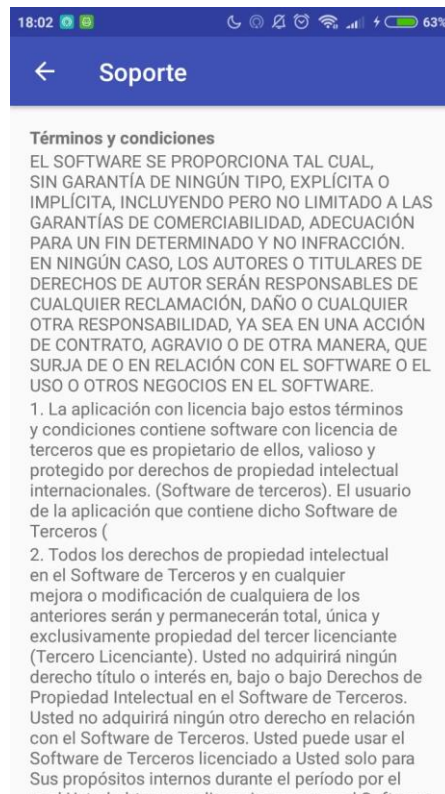 18:02 63%
Soporte
Términos y condiciones
EL SOFTWARE SE PROPORCIONA TAL CUAL,
SIN GARANTÍA DE NINGÚN TIPO, EXPLÍCITA O
IMPLÍCITA, INCLUYENDO PERO NO LIMITADO A LAS
GARANTÍAS DE COMERCIABILIDAD, ADECUACIÓN
PARA UN FIN DETERMINADO Y NO INFRACCIÓN.
EN NINGÚN CASO, LOS AUTORES O TITULARES DE
DERECHOS DE AUTOR SERÁN RESPONSABLES DE
CUALQUIER RECLAMACIÓN, DAÑO O CUALQUIER
OTRA RESPONSABILIDAD, YA SEA EN UNA ACCIÓN
DE CONTRATO, AGRAVIO O DE OTRA MANERA, QUE
SURJA DE O EN RELACIÓN CON EL SOFTWARE O EL
USO O OTROS NEGOCIOS EN EL SOFTWARE.
1. La aplicación con licencia bajo estos términos
y condiciones contiene software con licencia de
terceros que es propietario de ellos, valioso y
protegido por derechos de propiedad intelectual
internacionales. (Software de terceros). El usuario
de la aplicación que contiene dicho Software de
Terceros (
2. Todos los derechos de propiedad intelectual
en el Software de Terceros y en cualquier
mejora o modificación de cualquiera de los
anteriores serán y permanecerán total, única y
exclusivamente propiedad del tercer licenciante
(Tercero Licenciante). Usted no adquirirá ningún
derecho título o interés en, bajo o bajo Derechos de
Propiedad Intelectual en el Software de Terceros.
Usted no adquirirá ningún otro derecho en relación
con el Software de Terceros. Usted puede usar el
Software de Terceros licenciado a Usted solo para
Sus propósitos internos durante el período por el